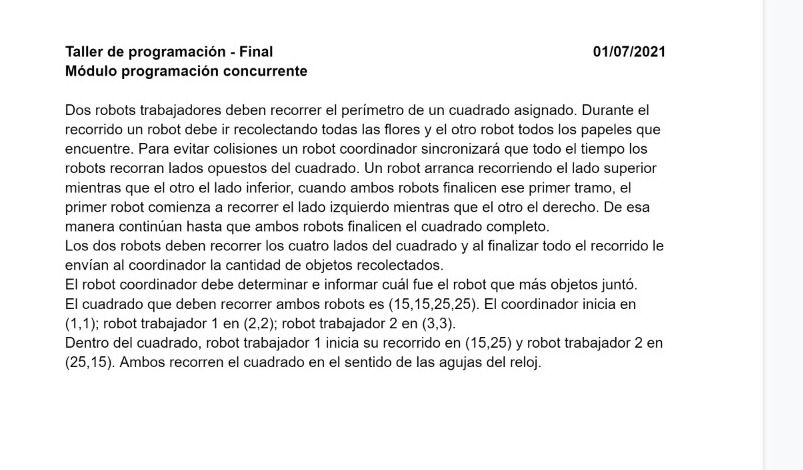 Taller de programación - Final 01/07/2021
Módulo programación concurrente
Dos robots trabajadores deben recorrer el perímetro de un cuadrado asignado. Durante el
recorrido un robot debe ir recolectando todas las flores y el otro robot todos los papeles que
encuentre. Para evitar colisiones un robot coordinador sincronizará que todo el tiempo los
robots recorran lados opuestos del cuadrado. Un robot arranca recorriendo el lado superior
mientras que el otro el lado inferior, cuando ambos robots finalicen ese primer tramo, el
primer robot comienza a recorrer el lado izquierdo mientras que el otro el derecho. De esa
manera continúan hasta que ambos robots finalicen el cuadrado completo.
Los dos robots deben recorrer los cuatro lados del cuadrado y al finalizar todo el recorrido le
envían al coordinador la cantidad de objetos recolectados.
El robot coordinador debe determinar e informar cuál fue el robot que más objetos juntó.
El cuadrado que deben recorrer ambos robots es (15,15,25,25). El coordinador inicia en
(1,1); robot trabajador 1 en (2,2); robot trabajador 2 en (3,3).
Dentro del cuadrado, robot trabajador 1 inicia su recorrido en (15,25) y robot trabajador 2 en
(25,15). Ambos recorren el cuadrado en el sentido de las agujas del reloj.